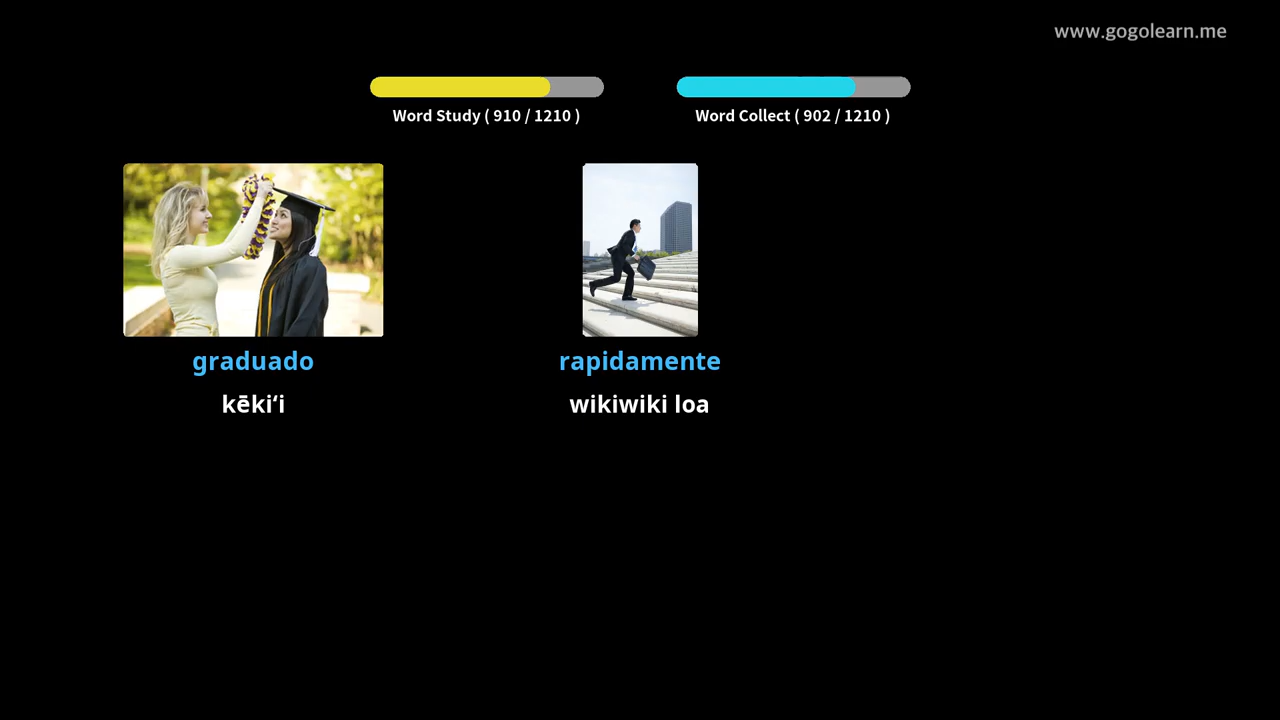 www.gogolearn.me
Word Study ( 910 / 1210 )
Word Collect ( 902 / 1210 )
graduado
kēkiʻi
rapidamente
wikiwiki loa